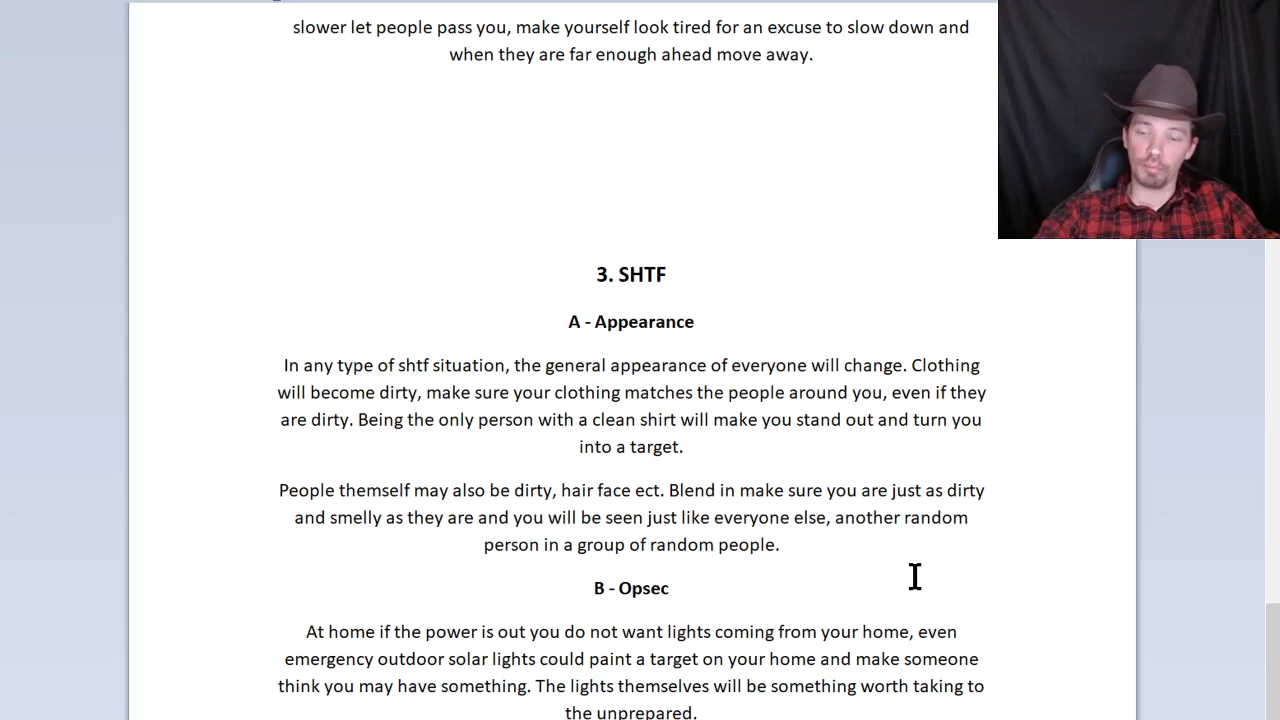 slower let people pass you, make yourself look tired for an excuse to slow down and
when they are far enough ahead move away.
3. SHTF
A - Appearance
In any type of shtf situation, the general appearance of everyone will change. Clothing
will become dirty, make sure your clothing matches the people around you, even if they
are dirty. Being the only person with a clean shirt will make you stand out and turn you
into a target.
People themself may also be dirty, hair face ect. Blend in make sure you are just as dirty
and smelly as they are and you will be seen just like everyone else, another random
person in a group of random people.
B - Opsec
At home if the power is out you do not want lights coming from your home, even
emergency outdoor solar lights could paint a target on your home and make someone
think you may have something. The lights themselves will be something worth taking to
the unprepared.